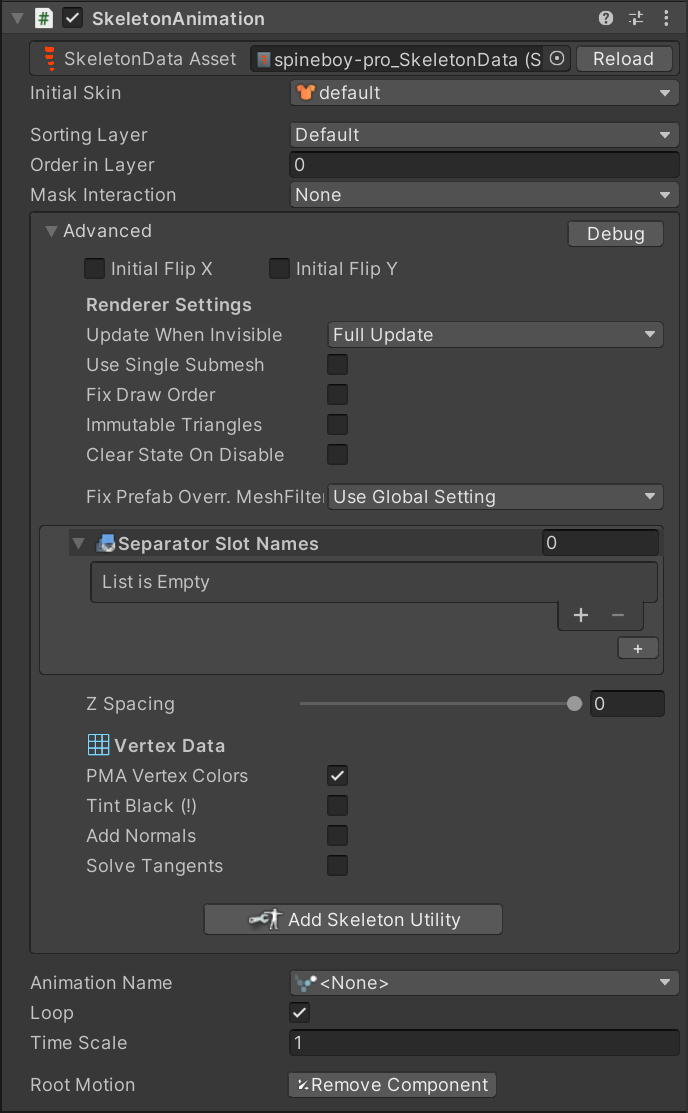 SkeletonAnimation
SkeletonData Asset spineboy-pro_SkeletonData (S Reload
Initial Skin default
Sorting Layer Default
Order in Layer 0
Mask Interaction None
Advanced Debug
Initial Flip X Initial Flip Y
Renderer Settings
Update When Invisible Full Update
Use Single Submesh
Fix Draw Order
Immutable Triangles
Clear State On Disable
Fix Prefab Overr. MeshFilter Use Global Setting
Separator Slot Names 0
List is Empty
+ −
+
Z Spacing 0
Vertex Data
PMA Vertex Colors
Tint Black (!)
Add Normals
Solve Tangents
Add Skeleton Utility
Animation Name <None>
Loop
Time Scale 1
Root Motion Remove Component